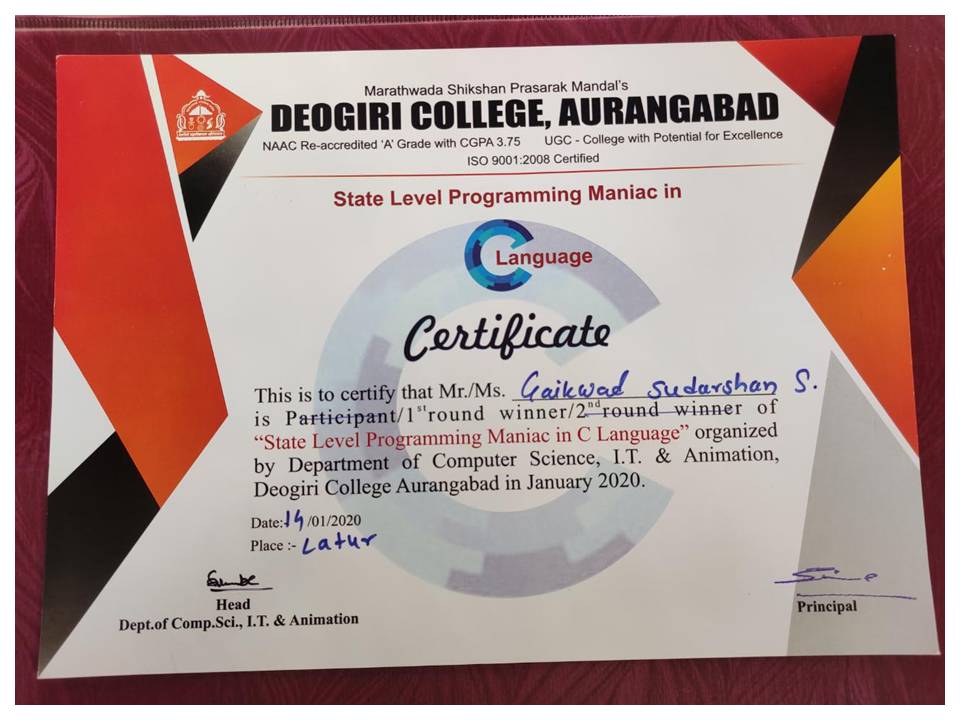 Marathwada Shikshan Prasarak Mandal's
DEOGIRI COLLEGE, AURANGABAD
NAAC Re-accredited 'A' Grade with CGPA 3.75 UGC - College with Potential for Excellence
ISO 9001:2008 Certified
State Level Programming Maniac in
C Language
Certificate
This is to certify that Mr./Ms. Gaikwad Sudarshan S.
is Participant/1st round winner/2nd round winner of
“State Level Programming Maniac in C Language” organized
by Department of Computer Science, I.T. & Animation,
Deogiri College Aurangabad in January 2020.
Date:14/01/2020
Place :- Latur
Head
Dept.of Comp.Sci., I.T. & Animation
Principal